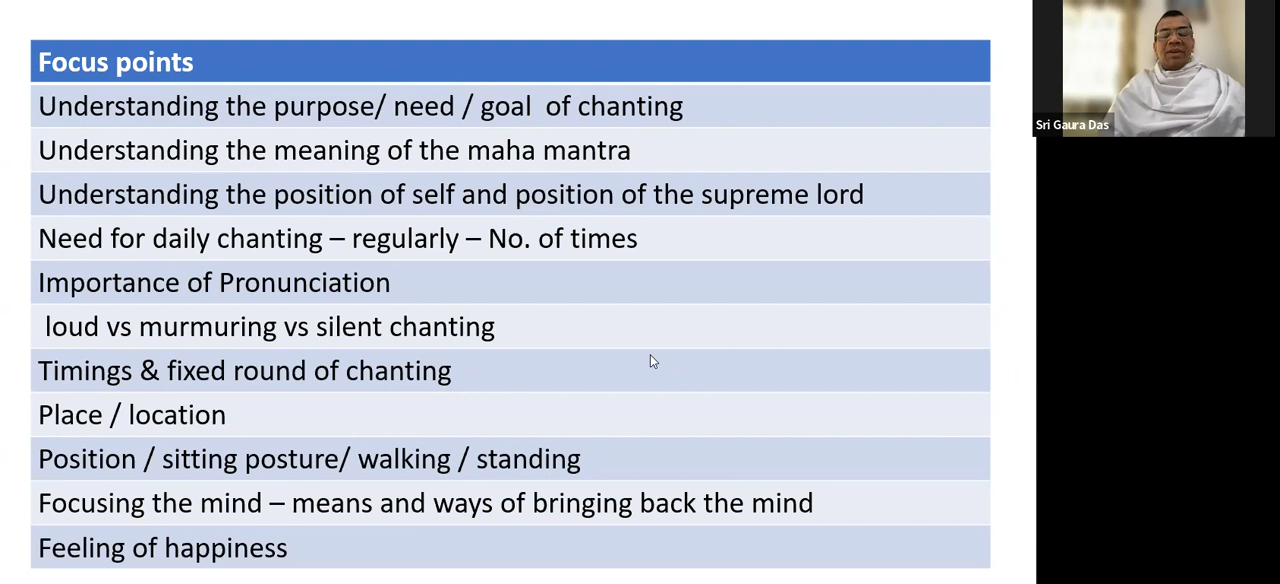 Focus points
Understanding the purpose/ need / goal of chanting
Understanding the meaning of the maha mantra
Understanding the position of self and position of the supreme lord
Need for daily chanting – regularly – No. of times
Importance of Pronunciation
loud vs murmuring vs silent chanting
Timings & fixed round of chanting
Place / location
Position / sitting posture/ walking / standing
Focusing the mind – means and ways of bringing back the mind
Feeling of happiness
Sri Gaura Das